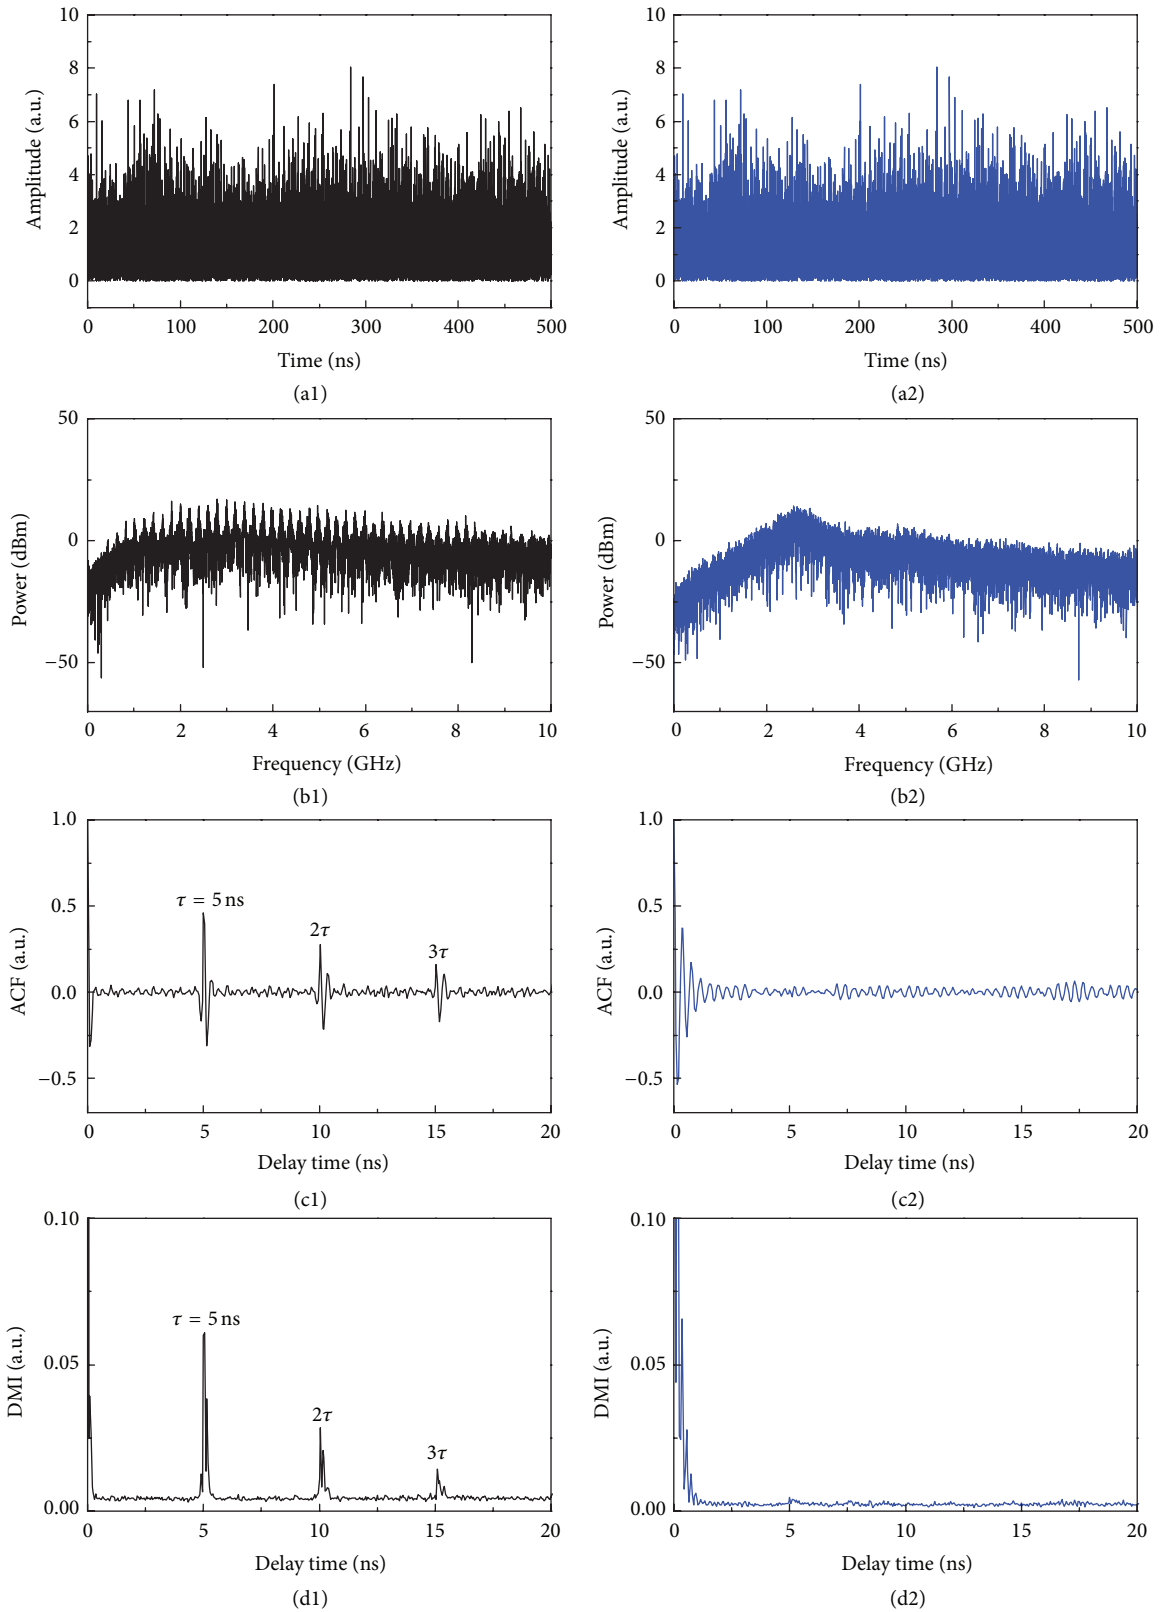 10
8
6
4
2
0
Amplitude (a.u.)
0 100 200 300 400 500
Time (ns)
(a1)
10
8
6
4
2
0
Amplitude (a.u.)
0 100 200 300 400 500
Time (ns)
(a2)
50
0
−50
Power (dBm)
0 2 4 6 8 10
Frequency (GHz)
(b1)
50
0
−50
Power (dBm)
0 2 4 6 8 10
Frequency (GHz)
(b2)
1.0
0.5
0.0
−0.5
ACF (a.u.)
τ = 5 ns
2τ
3τ
0 5 10 15 20
Delay time (ns)
(c1)
1.0
0.5
0.0
−0.5
ACF (a.u.)
0 5 10 15 20
Delay time (ns)
(c2)
0.10
0.05
0.00
DMI (a.u.)
τ = 5 ns
2τ
3τ
0 5 10 15 20
Delay time (ns)
(d1)
0.10
0.05
0.00
DMI (a.u.)
0 5 10 15 20
Delay time (ns)
(d2)